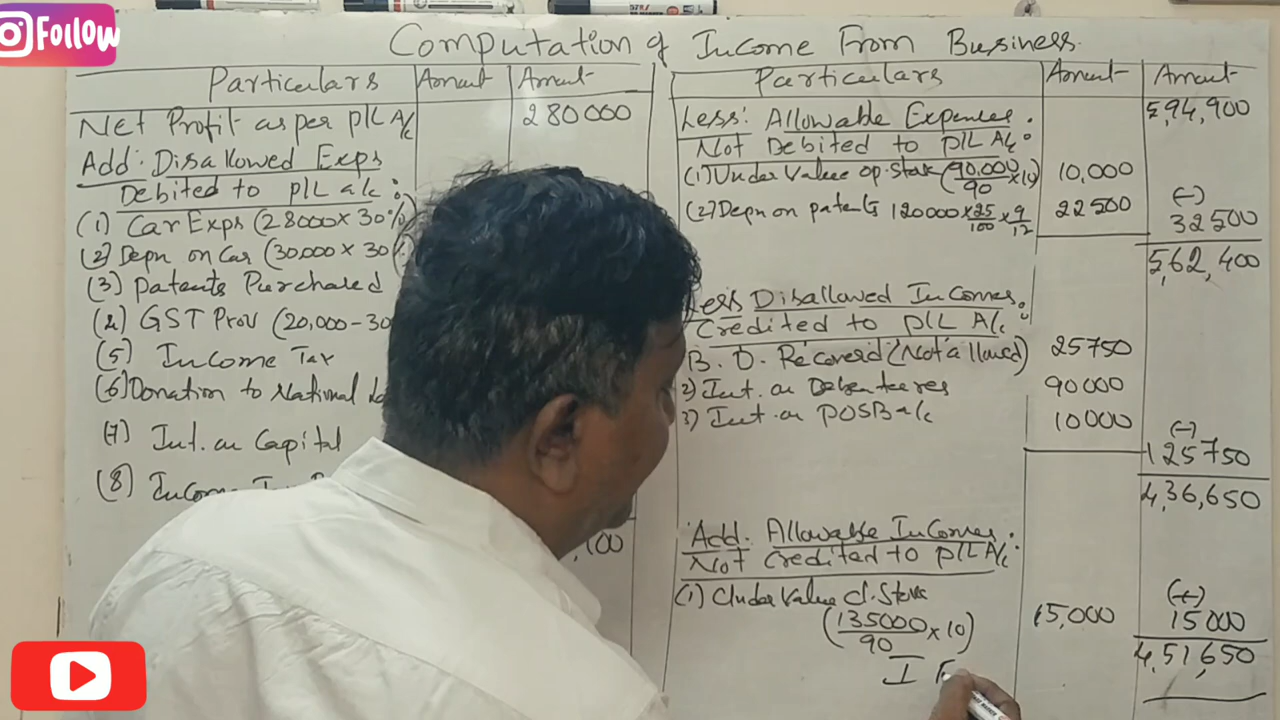 Follow
Computation of Income From Business.
Particulars Amount Amount
Net Profit as per P/L A/c 280000
Add: Disallowed Exps
Debited to P/L a/c:
(1) Car Exps (28000 x 30%)
(2) Depn on Car (30,000 x 30%
(3) Patents Purchased
(4) GST Prov (20,000-30
(5) Income Tax
(6) Donation to National
(7) Int. on Capital
(8) Income
,100
Particulars Amount Amount
Less: Allowable Expenses. 5,94,900
Not Debited to P/L A/c:
(1) Under Value op. Stock (90,000/90 x 10) 10,000
(2) Depn on patents 120000 x 25/100 x 9/12 22500 (-) 32500
5,62,400
Less Disallowed Incomes:
Credited to P/L A/c
B. D. Recoverd (Not allowed) 25750
2) Int. on Debenteeres 90000
3) Int. on POSB a/c 10000 (-) 125750
4,36,650
Add: Allowable Incomes:
Not Credited to P/L A/c
(1) Under Value cl. Stock
(135000/90 x 10) 15,000 (+) 15000
I F 4,51,650